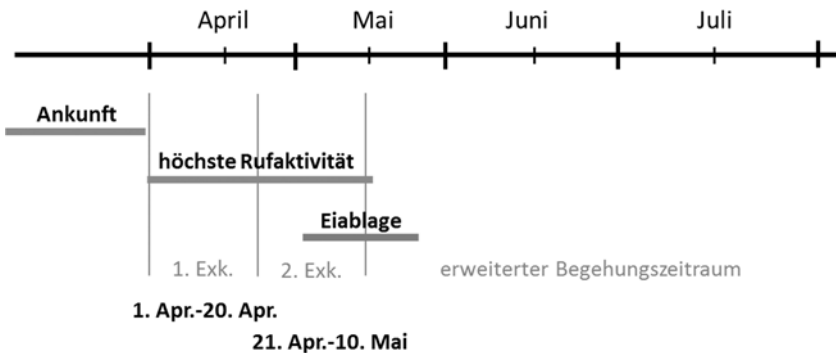 April Mai Juni Juli
Ankunft
höchste Rufaktivität
Eiablage
1. Exk. 2. Exk. erweiterter Begehungszeitraum
1. Apr.-20. Apr.
21. Apr.-10. Mai